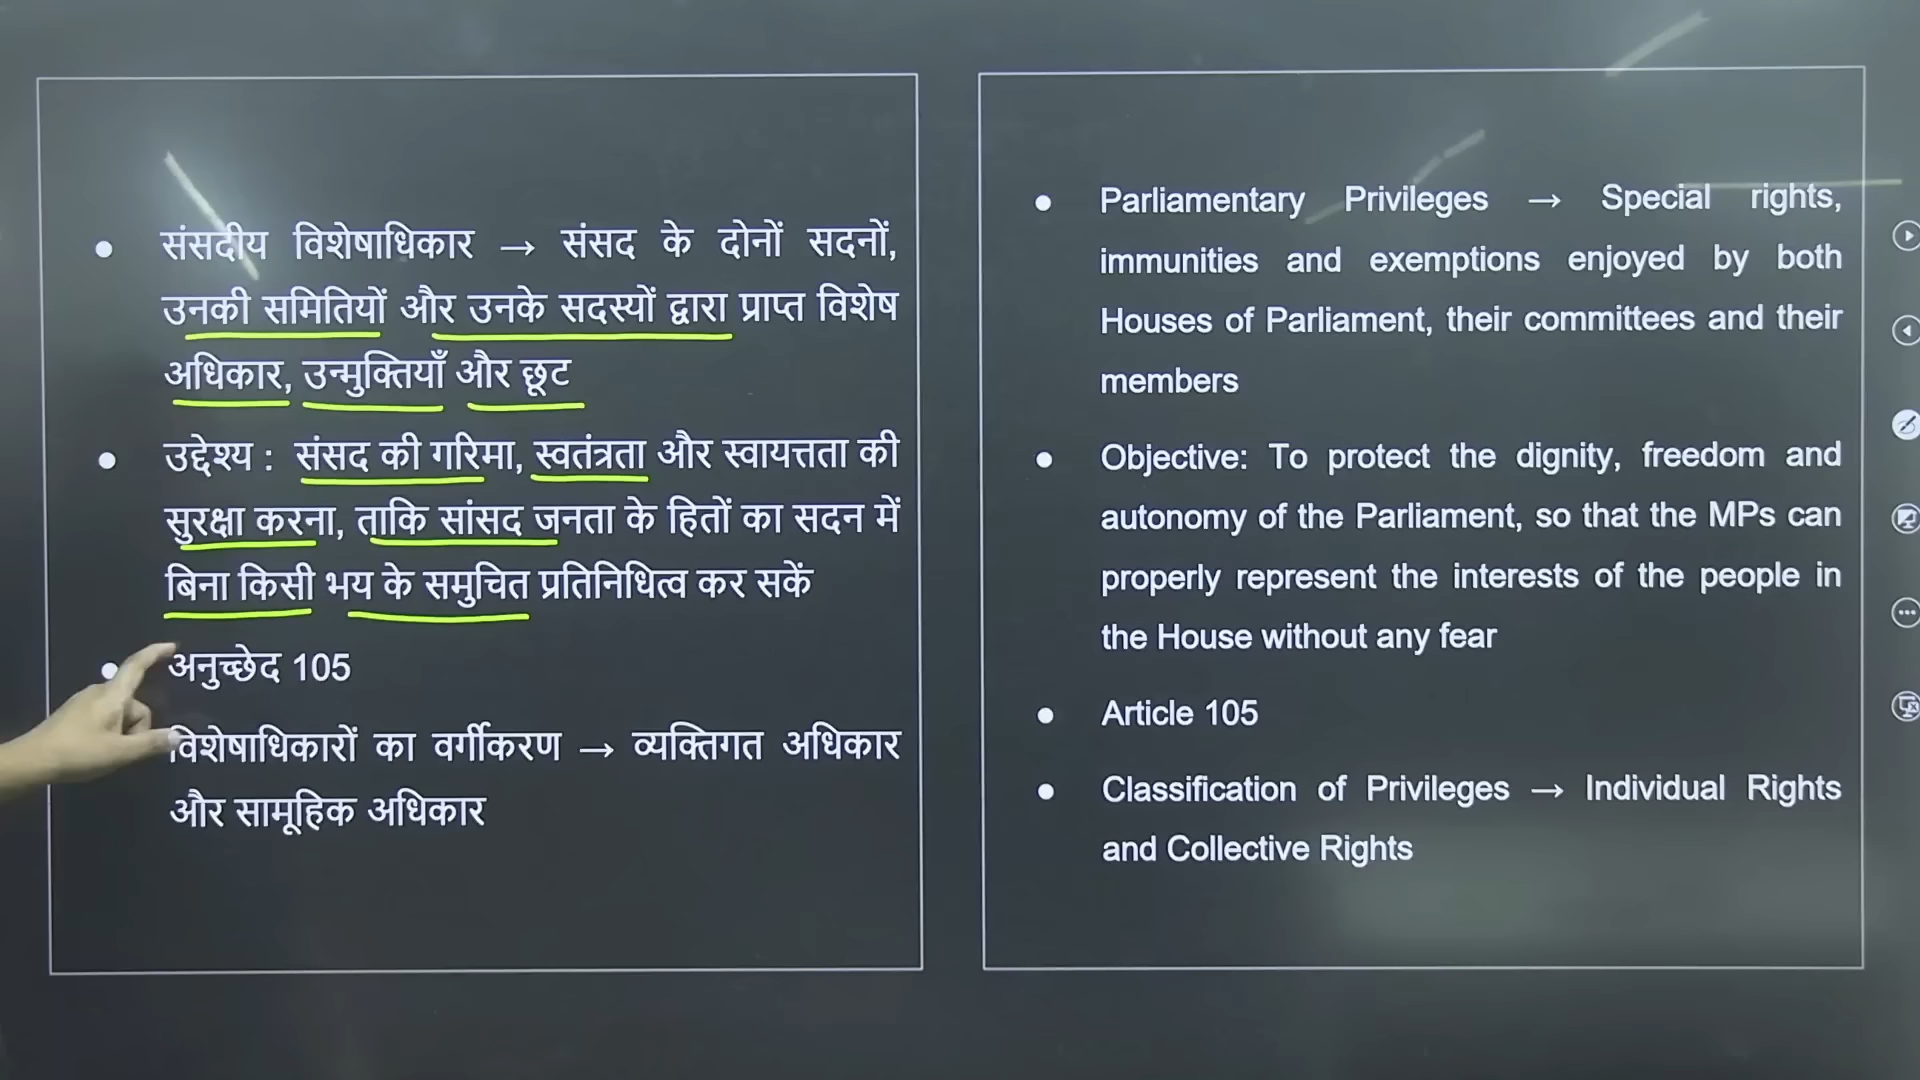 संसदीय विशेषाधिकार → संसद के दोनों सदनों,
उनकी समितियों और उनके सदस्यों द्वारा प्राप्त विशेष
अधिकार, उन्मुक्तियाँ और छूट
उद्देश्य : संसद की गरिमा, स्वतंत्रता और स्वायत्तता की
सुरक्षा करना, ताकि सांसद जनता के हितों का सदन में
बिना किसी भय के समुचित प्रतिनिधित्व कर सकें
अनुच्छेद 105
विशेषाधिकारों का वर्गीकरण → व्यक्तिगत अधिकार
और सामूहिक अधिकार
Parliamentary Privileges → Special rights,
immunities and exemptions enjoyed by both
Houses of Parliament, their committees and their
members
Objective: To protect the dignity, freedom and
autonomy of the Parliament, so that the MPs can
properly represent the interests of the people in
the House without any fear
Article 105
Classification of Privileges → Individual Rights
and Collective Rights